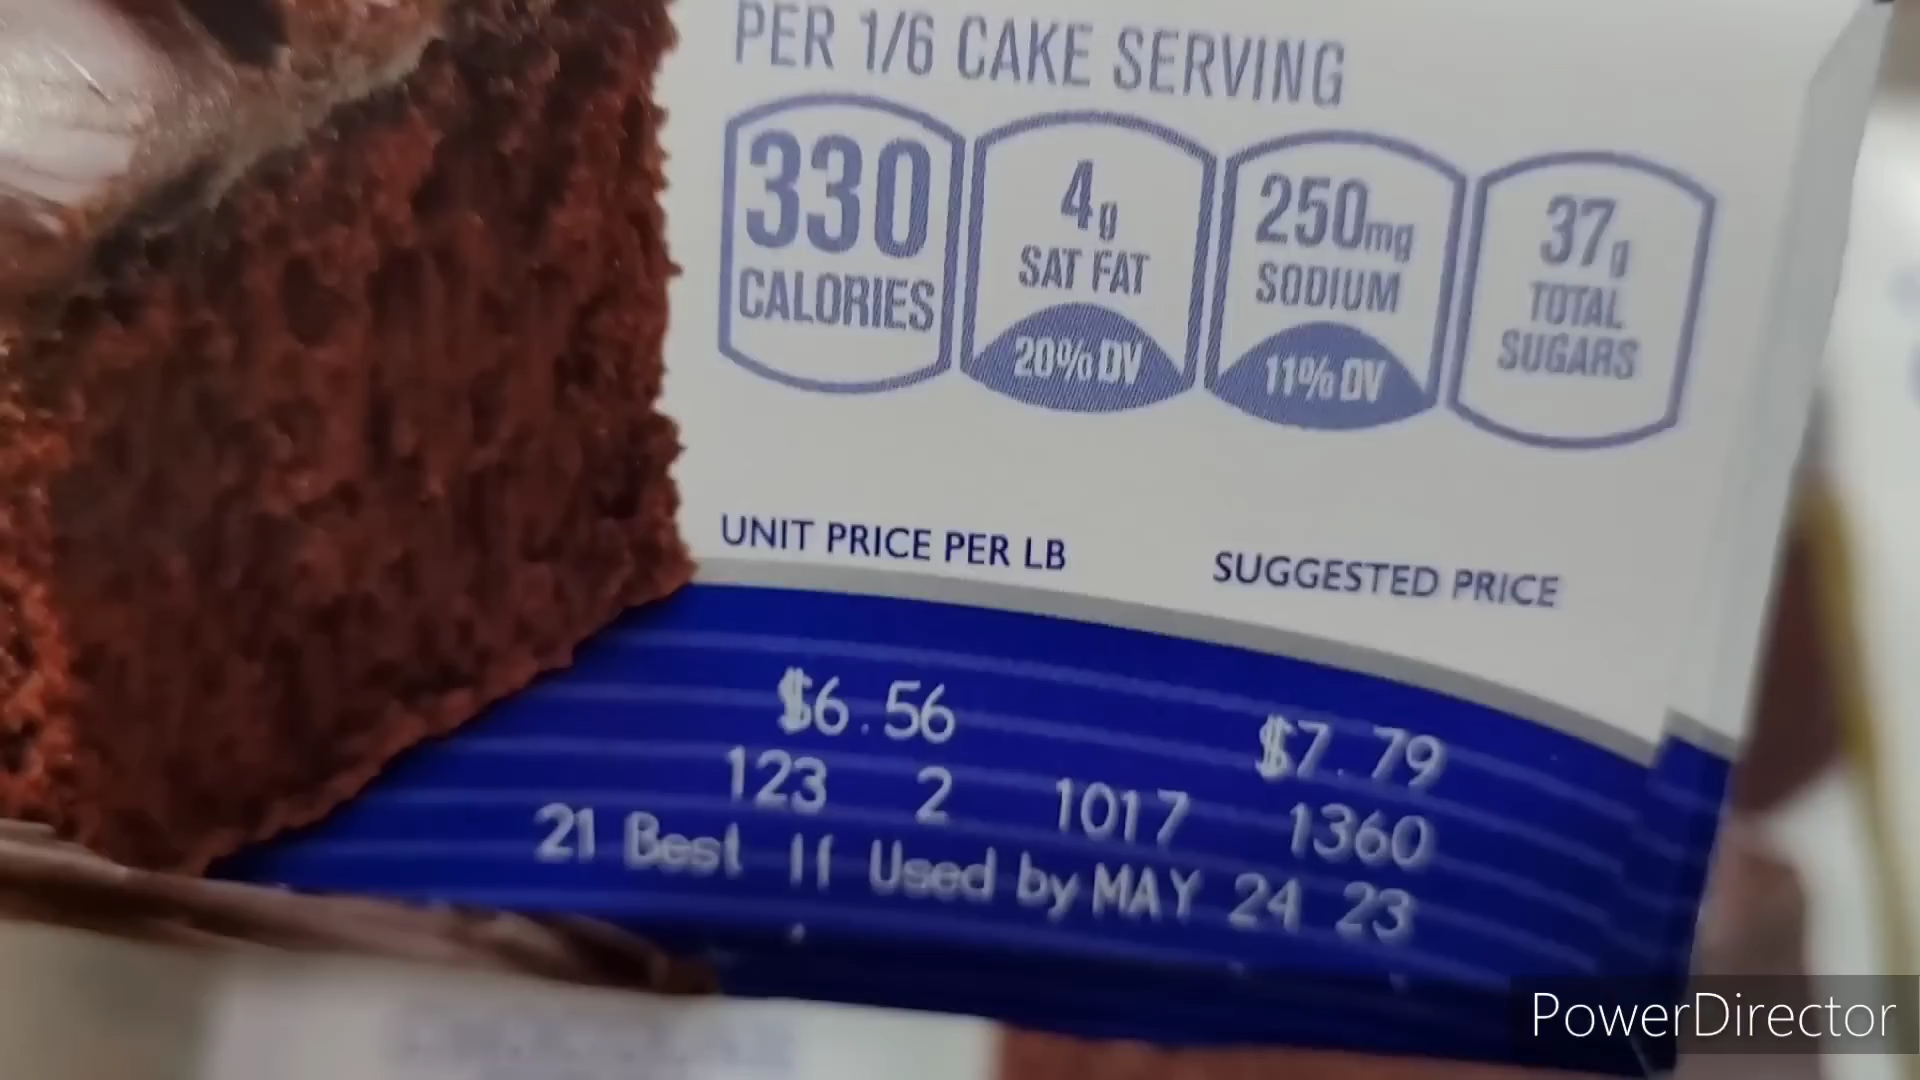 PER 1/6 CAKE SERVING
330
CALORIES
4g
SAT FAT
20% DV
250mg
SODIUM
11% DV
37g
TOTAL
SUGARS
UNIT PRICE PER LB
SUGGESTED PRICE
$6.56 $7.79
123 2 1017 1360
21 Best If Used by MAY 24 23
PowerDirector